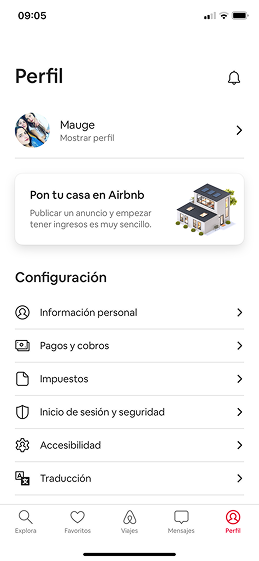 09:05
Perfil
Mauge
Mostrar perfil
Pon tu casa en Airbnb
Publicar un anuncio y empezar
tener ingresos es muy sencillo.
Configuración
Información personal
Pagos y cobros
Impuestos
Inicio de sesión y seguridad
Accesibilidad
Traducción
Explora
Favoritos
Viajes
Mensajes
Perfil